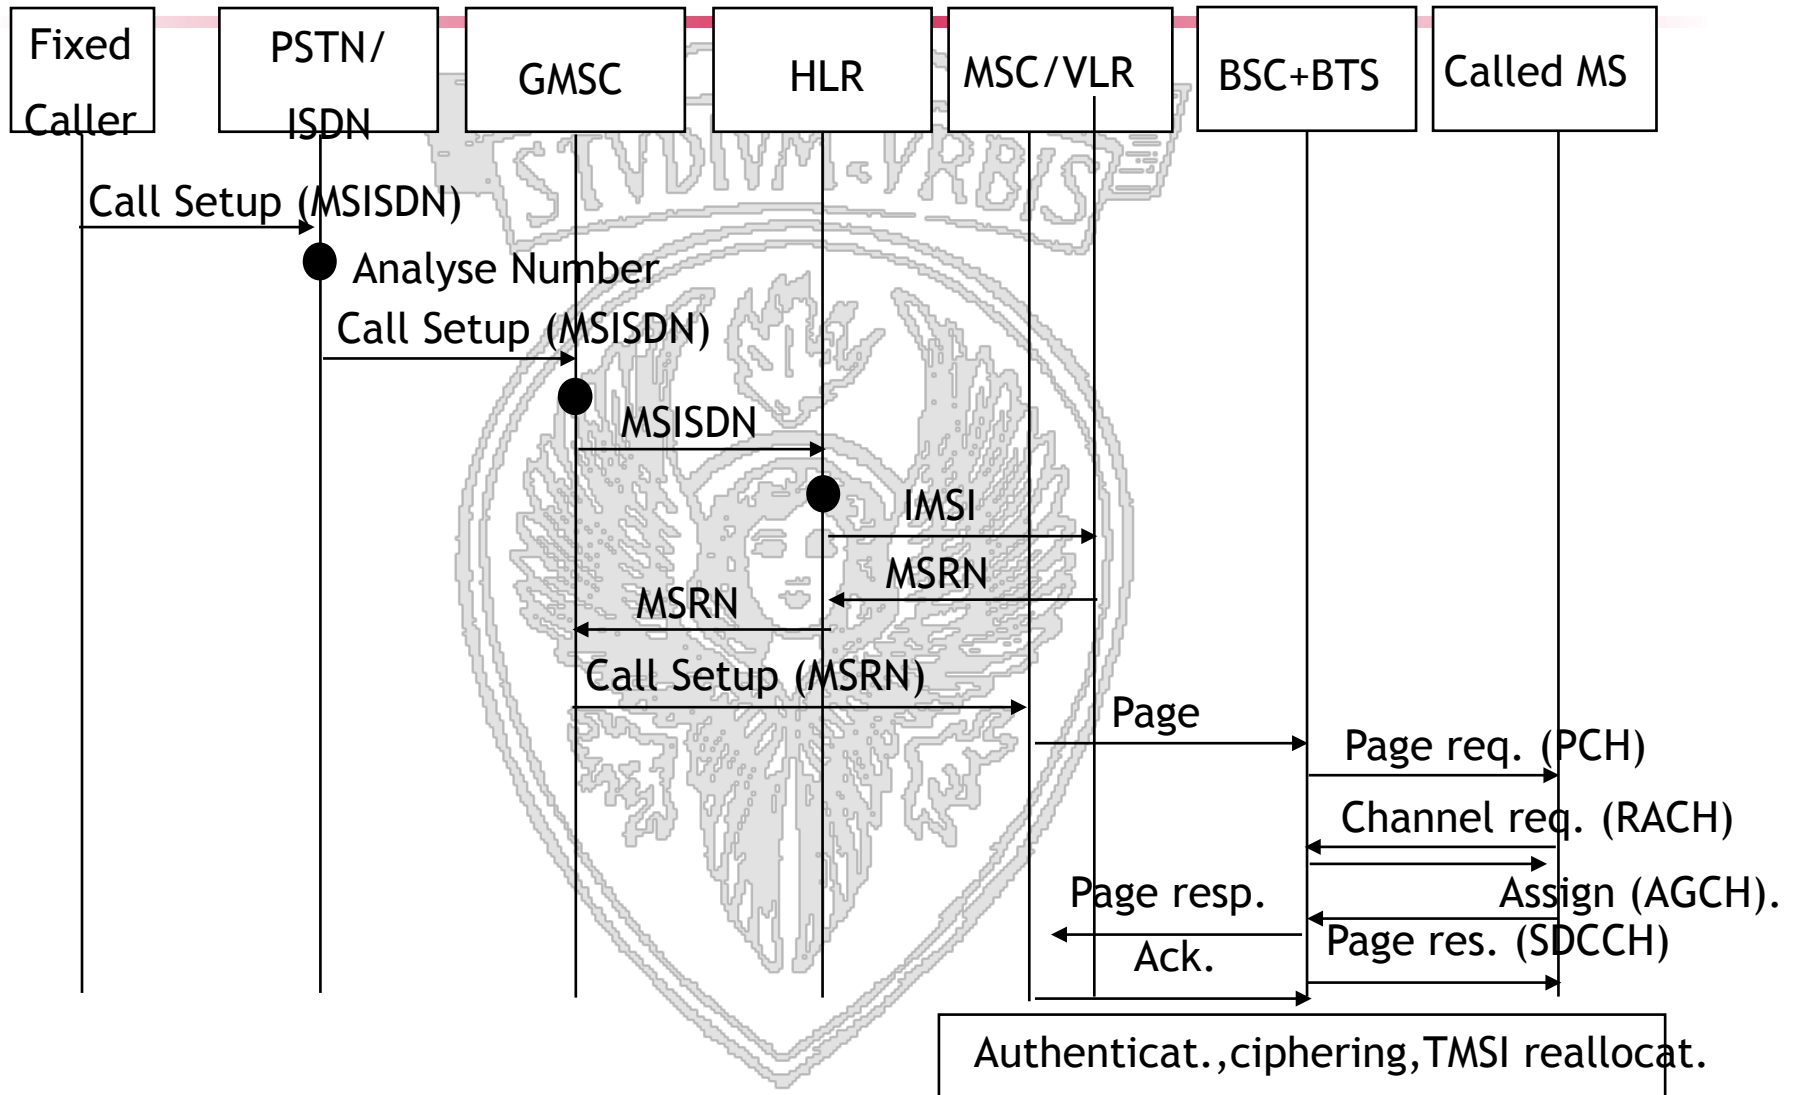 Fixed
Caller
PSTN/
ISDN
GMSC
HLR
MSC/VLR
BSC+BTS
Called MS
STVDIVM VRBIS
Call Setup (MSISDN)
Analyse Number
Call Setup (MSISDN)
MSISDN
IMSI
MSRN
MSRN
Call Setup (MSRN)
Page
Page req. (PCH)
Channel req. (RACH)
Page resp.
Assign (AGCH).
Page res. (SDCCH)
Ack.
Authenticat.,ciphering,TMSI reallocat.